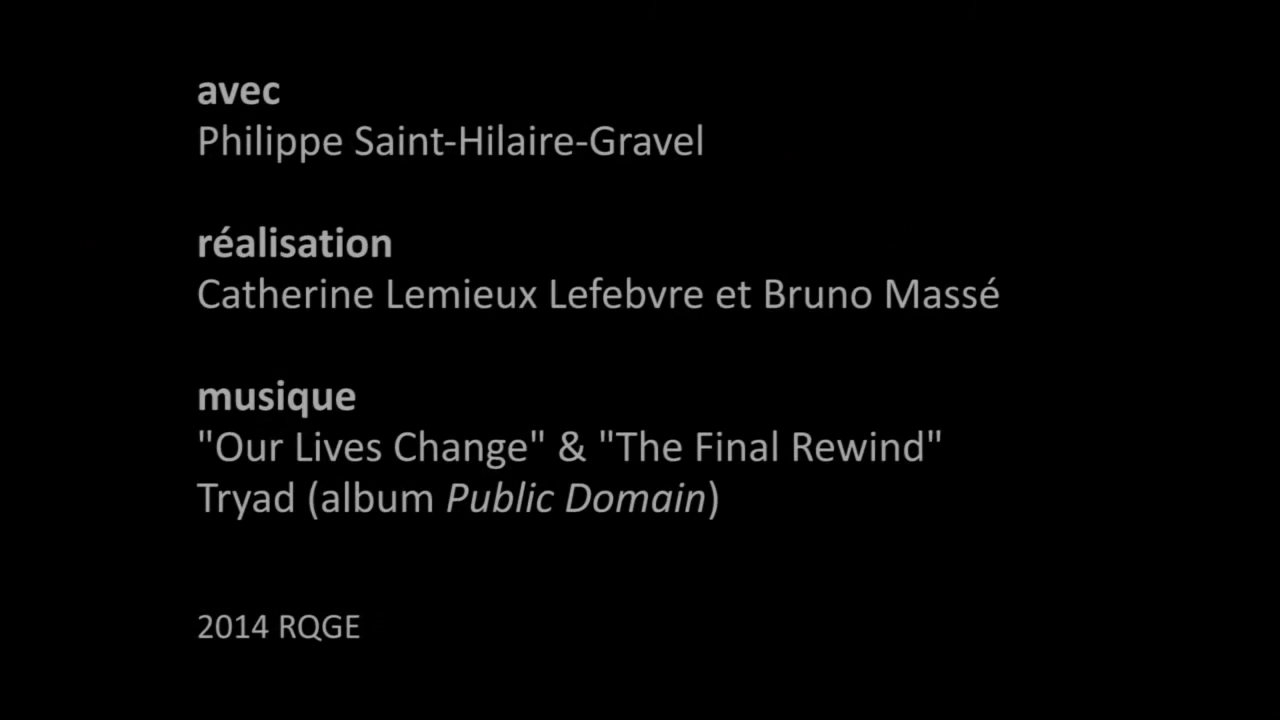 avec
Philippe Saint-Hilaire-Gravel
réalisation
Catherine Lemieux Lefebvre et Bruno Massé
musique
"Our Lives Change" & "The Final Rewind"
Tryad (album Public Domain)
2014 RQGE